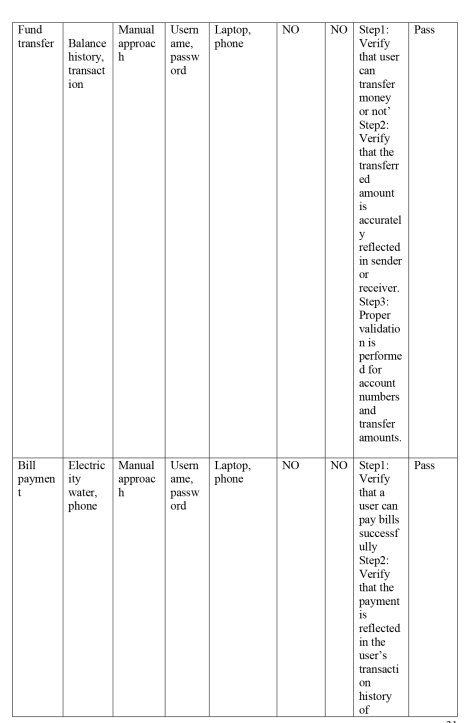 Fund
transfer
Balance
history,
transact
ion
Manual
approac
h
Usern
ame,
passw
ord
Laptop,
phone
NO
NO
Step1:
Verify
that user
can
transfer
money
or not’
Step2:
Verify
that the
transferr
ed
amount
is
accuratel
y
reflected
in sender
or
receiver.
Step3:
Proper
validatio
n is
performe
d for
account
numbers
and
transfer
amounts.
Pass
Bill
paymen
t
Electric
ity
water,
phone
Manual
approac
h
Usern
ame,
passw
ord
Laptop,
phone
NO
NO
Step1:
Verify
that a
user can
pay bills
successf
ully
Step2:
Verify
that the
payment
is
reflected
in the
user’s
transacti
on
history
of
Pass